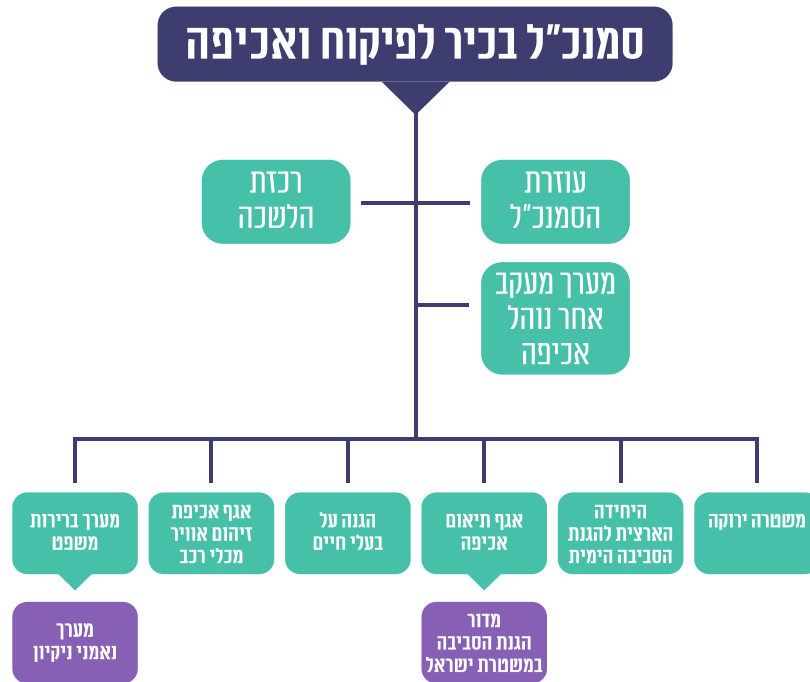 סמנכ"ל בכיר לפיקוח ואכיפה
עוזרת
הסמנכ"ל
רכזת
הלשכה
מערך מעקב
אחר נוהל
אכיפה
משטרה ירוקה
היחידה
הארצית להגנת
הסביבה הימית
אגף תיאום
אכיפה
הגנה על
בעלי חיים
אגף אכיפת
זיהום אוויר
מכלי רכב
מערך ברירות
משפט
מדור
הגנת הסביבה
במשטרת ישראל
מערך
נאמני ניקיון